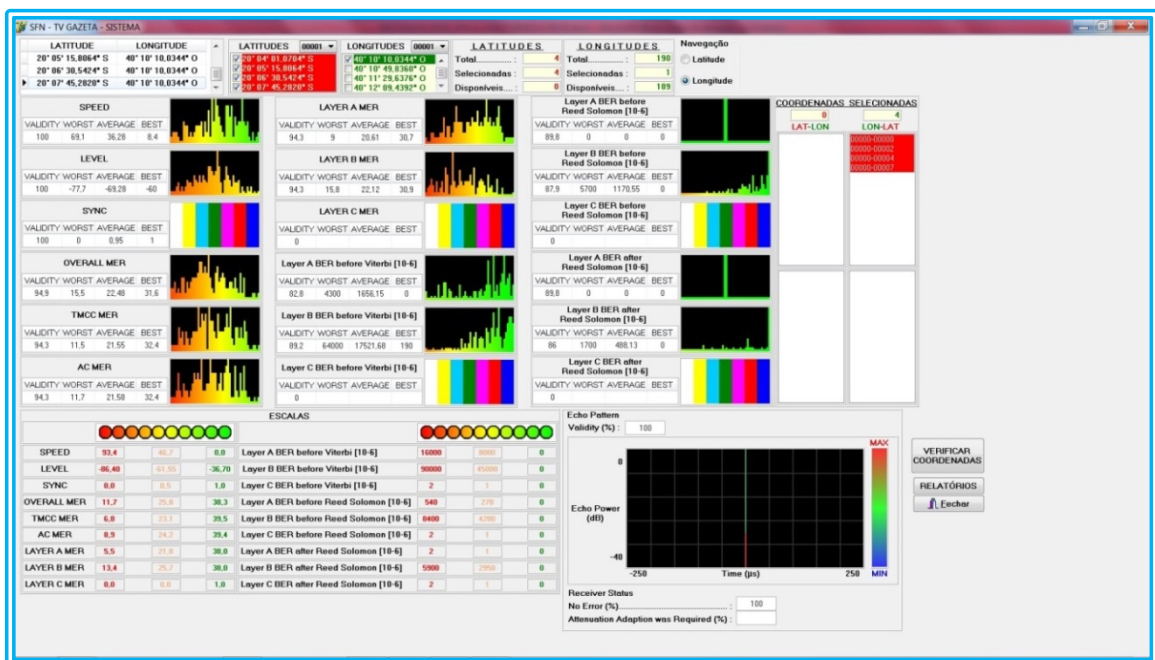 SFN - TV GAZETA - SISTEMA
LATITUDE LONGITUDE
20° 05' 15,8064" S 40° 10' 10,0344" O
20° 06' 30,5424" S 40° 10' 10,0344" O
20° 07' 45,2820" S 40° 10' 10,0344" O
LATITUDES 00001
20° 04' 01,0704" S
20° 05' 15,8064" S
20° 06' 30,5424" S
20° 07' 45,2820" S
LONGITUDES 00001
40° 10' 10,0344" O
40° 10' 49,8360" O
40° 11' 29,6376" O
40° 12' 09,4392" O
LATITUDES
Total............ : 4
Selecionadas : 4
Disponíveis.... : 0
LONGITUDES
Total............ : 190
Selecionadas : 1
Disponíveis.... : 189
Navegação
Latitude
Longitude
SPEED
VALIDITY WORST AVERAGE BEST
100 69,1 36,28 8,4
LEVEL
VALIDITY WORST AVERAGE BEST
100 -77,7 -69,28 -60
SYNC
VALIDITY WORST AVERAGE BEST
100 0 0,95 1
OVERALL MER
VALIDITY WORST AVERAGE BEST
94,9 15,5 22,48 31,6
TMCC MER
VALIDITY WORST AVERAGE BEST
94,3 11,5 21,55 32,4
AC MER
VALIDITY WORST AVERAGE BEST
94,3 11,7 21,58 32,4
LAYER A MER
VALIDITY WORST AVERAGE BEST
94,3 9 20,61 30,7
LAYER B MER
VALIDITY WORST AVERAGE BEST
94,3 15,8 22,12 30,9
LAYER C MER
VALIDITY WORST AVERAGE BEST
0
Layer A BER before Viterbi [10-6]
VALIDITY WORST AVERAGE BEST
82,8 4300 1656,15 0
Layer B BER before Viterbi [10-6]
VALIDITY WORST AVERAGE BEST
89,2 64000 17521,68 190
Layer C BER before Viterbi [10-6]
VALIDITY WORST AVERAGE BEST
0
Layer A BER before
Reed Solomon [10-6]
VALIDITY WORST AVERAGE BEST
89,8 0 0 0
Layer B BER before
Reed Solomon [10-6]
VALIDITY WORST AVERAGE BEST
87,9 5700 1170,55 0
Layer C BER before
Reed Solomon [10-6]
VALIDITY WORST AVERAGE BEST
0
Layer A BER after
Reed Solomon [10-6]
VALIDITY WORST AVERAGE BEST
89,8 0 0 0
Layer B BER after
Reed Solomon [10-6]
VALIDITY WORST AVERAGE BEST
86 1700 488,13 0
Layer C BER after
Reed Solomon [10-6]
VALIDITY WORST AVERAGE BEST
0
COORDENADAS SELECIONADAS
0 4
LAT-LON LON-LAT
00000-00000
00000-00002
00000-00004
00000-00007
ESCALAS
SPEED 93,4 46,7 0,0 Layer A BER before Viterbi [10-6] 16000 8000 0
LEVEL -86,40 -61,55 -36,70 Layer B BER before Viterbi [10-6] 90000 45000 0
SYNC 0,0 0,5 1,0 Layer C BER before Viterbi [10-6] 2 1 0
OVERALL MER 11,7 25,0 38,3 Layer A BER before Reed Solomon [10-6] 540 270 0
TMCC MER 6,8 23,1 39,5 Layer B BER before Reed Solomon [10-6] 8400 4200 0
AC MER 8,9 24,2 39,4 Layer C BER before Reed Solomon [10-6] 2 1 0
LAYER A MER 5,5 21,8 38,0 Layer A BER after Reed Solomon [10-6] 2 1 0
LAYER B MER 13,4 25,7 38,0 Layer B BER after Reed Solomon [10-6] 5900 2950 0
LAYER C MER 0,0 1,0 Layer C BER after Reed Solomon [10-6] 2 1 0
Echo Pattern
Validity (%) : 100
MAX
0
Echo Power
(dB)
-40
-250 Time (µs) 250 MIN
Receiver Status
No Error (%)............................................ : 100
Attenuation Adaption was Required (%) :
VERIFICAR
COORDENADAS
RELATÓRIOS
Fechar